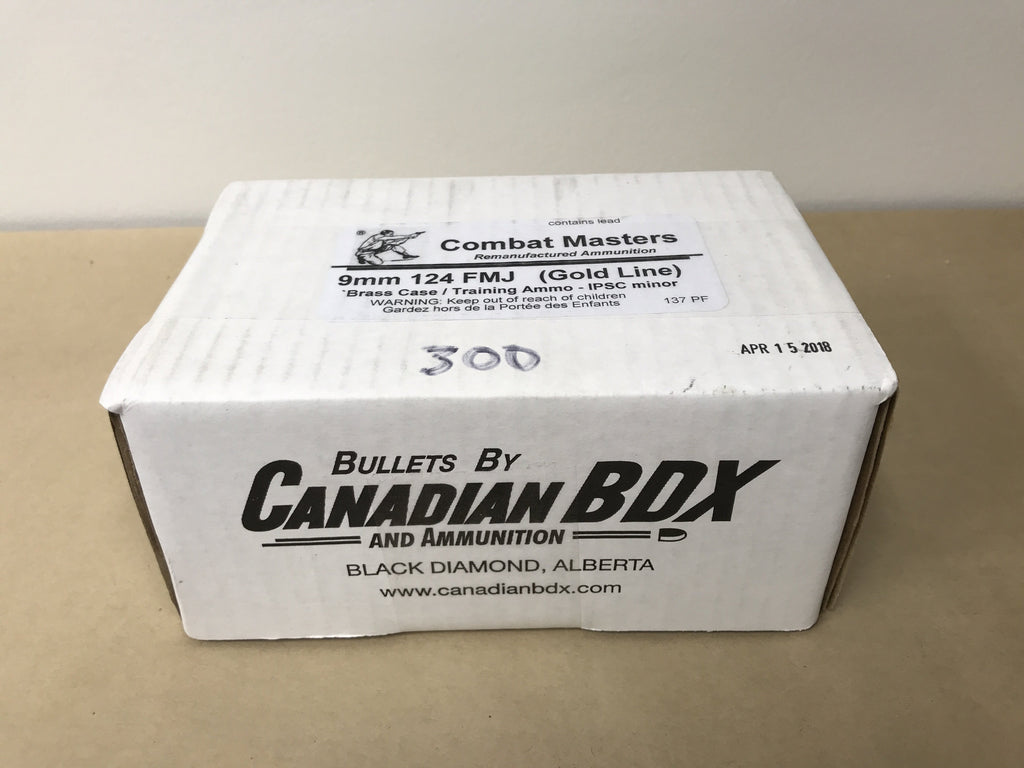 contains lead
®
Combat Masters
Remanufactured Ammunition
9mm 124 FMJ (Gold Line)
*Brass Case / Training Ammo - IPSC minor
WARNING: Keep out of reach of children
Gardez hors de la Portée des Enfants
137 PF
300
APR 15 2018
BULLETS BY
CANADIAN BDX
AND AMMUNITION
BLACK DIAMOND, ALBERTA
www.canadianbdx.com